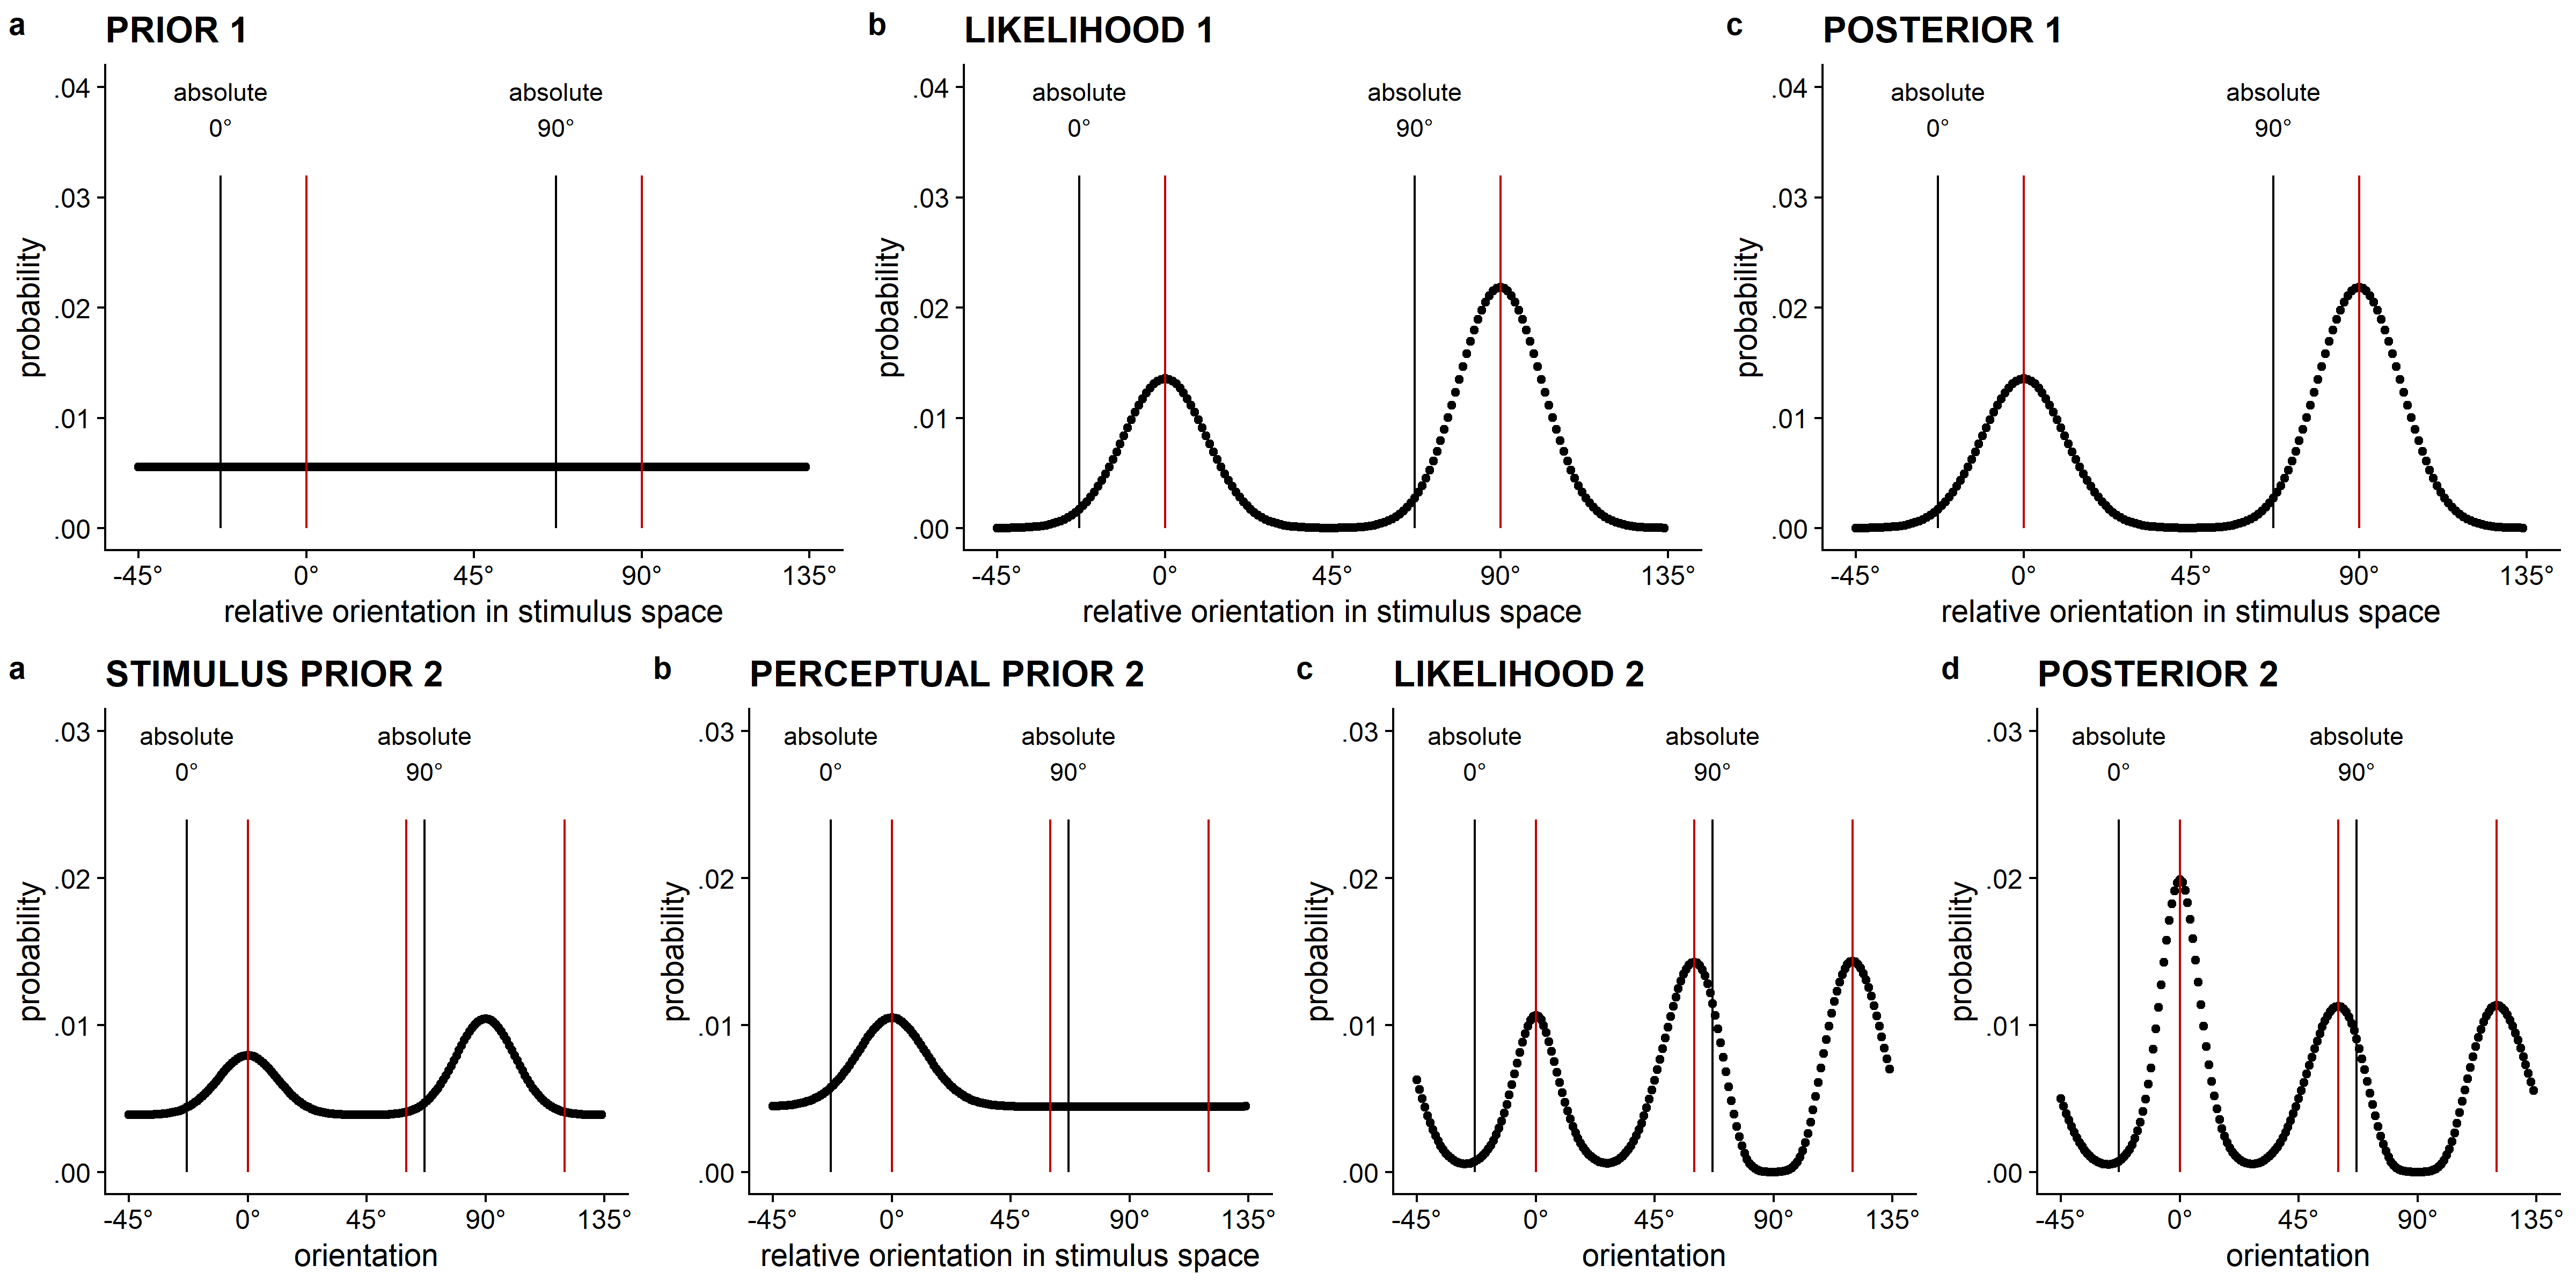 a PRIOR 1
absolute absolute
0° 90°
.04
.03
.02
.01
.00
probability
-45° 0° 45° 90° 135°
relative orientation in stimulus space
b LIKELIHOOD 1
absolute absolute
0° 90°
.04
.03
.02
.01
.00
probability
-45° 0° 45° 90° 135°
relative orientation in stimulus space
c POSTERIOR 1
absolute absolute
0° 90°
.04
.03
.02
.01
.00
probability
-45° 0° 45° 90° 135°
relative orientation in stimulus space
a STIMULUS PRIOR 2
absolute absolute
0° 90°
.03
.02
.01
.00
probability
-45° 0° 45° 90° 135°
orientation
b PERCEPTUAL PRIOR 2
absolute absolute
0° 90°
.03
.02
.01
.00
probability
-45° 0° 45° 90° 135°
relative orientation in stimulus space
c LIKELIHOOD 2
absolute absolute
0° 90°
.03
.02
.01
.00
probability
-45° 0° 45° 90° 135°
orientation
d POSTERIOR 2
absolute absolute
0° 90°
.03
.02
.01
.00
probability
-45° 0° 45° 90° 135°
orientation